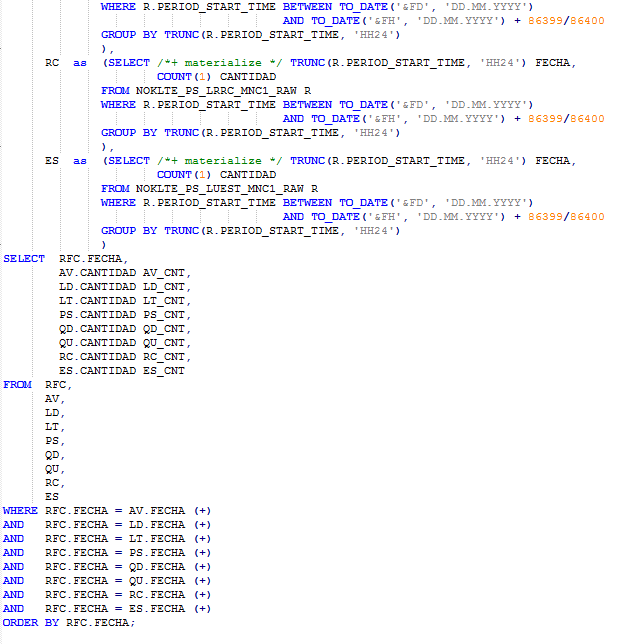 WHERE R.PERIOD_START_TIME BETWEEN TO_DATE('&FD', 'DD.MM.YYYY')
AND TO_DATE('&FH', 'DD.MM.YYYY') + 86399/86400
GROUP BY TRUNC(R.PERIOD_START_TIME, 'HH24')
),
RC as (SELECT /*+ materialize */ TRUNC(R.PERIOD_START_TIME, 'HH24') FECHA,
COUNT(1) CANTIDAD
FROM NOKLTE_PS_LRRC_MNC1_RAW R
WHERE R.PERIOD_START_TIME BETWEEN TO_DATE('&FD', 'DD.MM.YYYY')
AND TO_DATE('&FH', 'DD.MM.YYYY') + 86399/86400
GROUP BY TRUNC(R.PERIOD_START_TIME, 'HH24')
),
ES as (SELECT /*+ materialize */ TRUNC(R.PERIOD_START_TIME, 'HH24') FECHA,
COUNT(1) CANTIDAD
FROM NOKLTE_PS_LUEST_MNC1_RAW R
WHERE R.PERIOD_START_TIME BETWEEN TO_DATE('&FD', 'DD.MM.YYYY')
AND TO_DATE('&FH', 'DD.MM.YYYY') + 86399/86400
GROUP BY TRUNC(R.PERIOD_START_TIME, 'HH24')
)
SELECT RFC.FECHA,
AV.CANTIDAD AV_CNT,
LD.CANTIDAD LD_CNT,
LT.CANTIDAD LT_CNT,
PS.CANTIDAD PS_CNT,
QD.CANTIDAD QD_CNT,
QU.CANTIDAD QU_CNT,
RC.CANTIDAD RC_CNT,
ES.CANTIDAD ES_CNT
FROM RFC,
AV,
LD,
LT,
PS,
QD,
QU,
RC,
ES
WHERE RFC.FECHA = AV.FECHA (+)
AND RFC.FECHA = LD.FECHA (+)
AND RFC.FECHA = LT.FECHA (+)
AND RFC.FECHA = PS.FECHA (+)
AND RFC.FECHA = QD.FECHA (+)
AND RFC.FECHA = QU.FECHA (+)
AND RFC.FECHA = RC.FECHA (+)
AND RFC.FECHA = ES.FECHA (+)
ORDER BY RFC.FECHA;